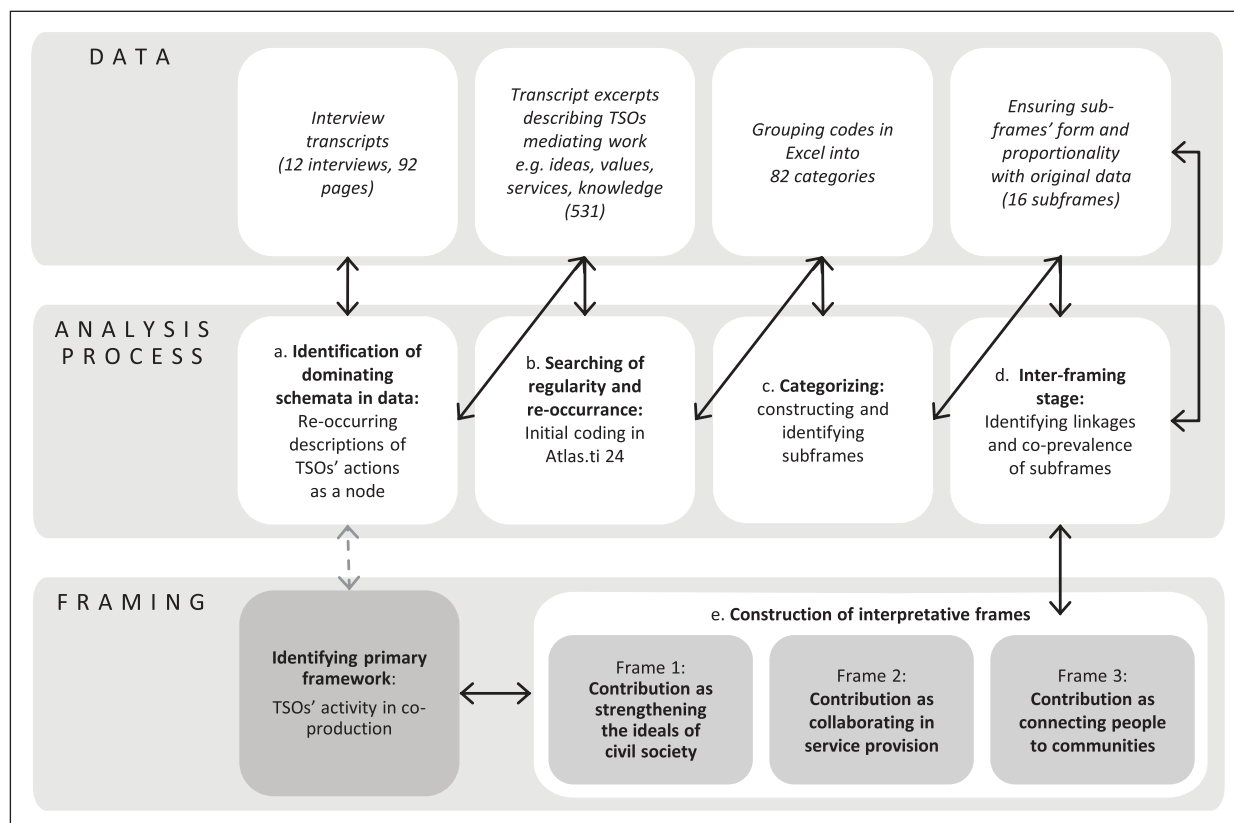 DATA
Interview
transcripts
(12 interviews, 92
pages)
Transcript excerpts
describing TSOs
mediating work
e.g. ideas, values,
services, knowledge
(531)
Grouping codes in
Excel into
82 categories
Ensuring sub-
frames’ form and
proportionality
with original data
(16 subframes)
ANALYSIS
PROCESS
a. Identification of
dominating
schemata in data:
Re-occurring
descriptions of
TSOs’ actions
as a node
b. Searching of
regularity and
re-occurrance:
Initial coding in
Atlas.ti 24
c. Categorizing:
constructing and
identifying
subframes
d. Inter-framing
stage:
Identifying linkages
and co-prevalence
of subframes
FRAMING
Identifying primary
framework:
TSOs’ activity in co-
production
e. Construction of interpretative frames
Frame 1:
Contribution as
strengthening
the ideals of
civil society
Frame 2:
Contribution as
collaborating in
service provision
Frame 3:
Contribution as
connecting people
to communities